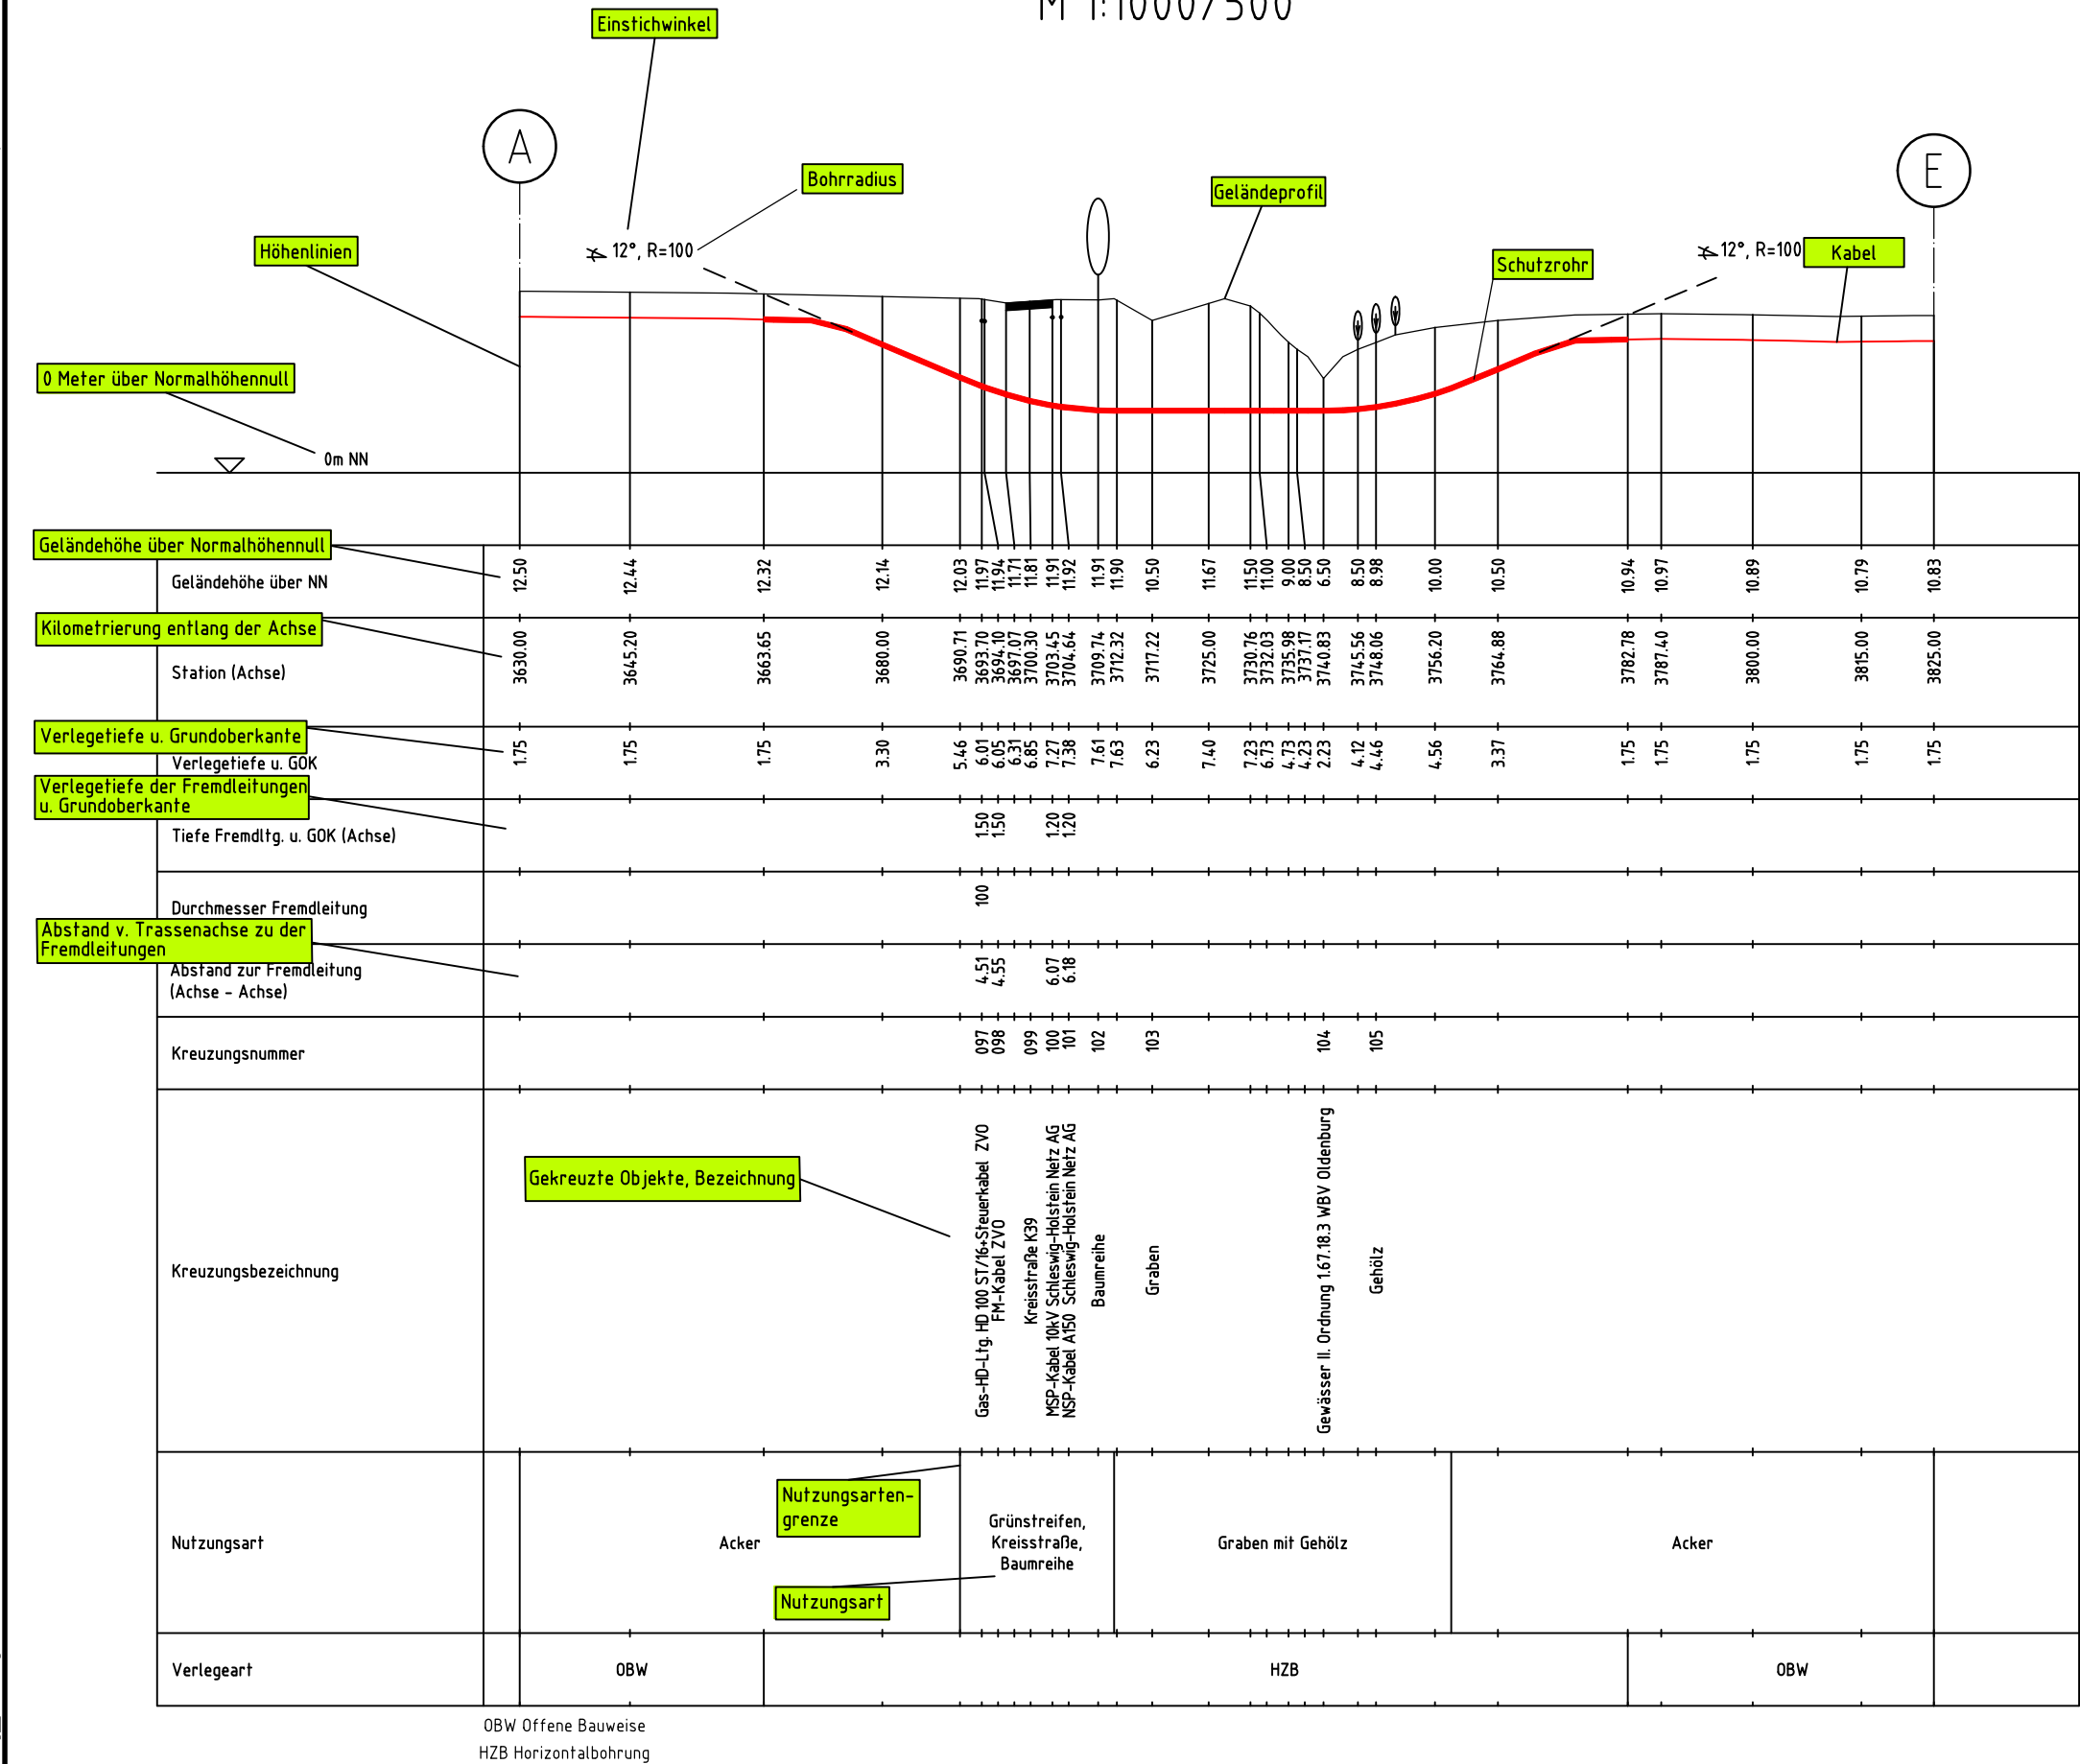 M 1:1000/500
Einstichwinkel
A
Bohrradius
Geländeprofil
E
Höhenlinien
12°, R=100
Schutzrohr
12°, R=100
Kabel
0 Meter über Normalhöhennull
0m NN
Geländehöhe über Normalhöhennull
Geländehöhe über NN
12.50 12.44 12.32 12.14 12.03 11.97 11.94 11.71 11.81 11.91 11.92 11.91 11.90 10.50 11.67 11.50 11.00 9.00 8.50 6.50 8.50 8.98 10.00 10.50 10.94 10.97 10.89 10.79 10.83
Kilometrierung entlang der Achse
Station (Achse)
3630.00 3645.20 3663.65 3680.00 3690.71 3693.70 3694.10 3697.07 3700.30 3703.45 3704.64 3709.74 3712.32 3717.22 3725.00 3730.76 3732.03 3735.98 3737.17 3740.83 3745.56 3748.06 3756.20 3764.88 3782.78 3787.40 3800.00 3815.00 3825.00
Verlegetiefe u. Grundoberkante
Verlegetiefe u. GOK
1.75 1.75 1.75 3.30 5.46 6.01 6.05 6.31 6.85 7.27 7.38 7.61 7.63 6.23 7.40 7.23 6.73 4.73 4.23 2.23 4.12 4.46 4.56 3.37 1.75 1.75 1.75 1.75 1.75
Verlegetiefe der Fremdleitungen
u. Grundoberkante
Tiefe Fremdltg. u. GOK (Achse)
1.50 1.50 1.20 1.20
Durchmesser Fremdleitung
100
Abstand v. Trassenachse zu der
Fremdleitungen
Abstand zur Fremdleitung
(Achse - Achse)
4.51 4.55 6.07 6.18
Kreuzungsnummer
097 098 099 100 101 102 103 104 105
Gekreuzte Objekte, Bezeichnung
Kreuzungsbezeichnung
Gas-HD-Ltg. HD 100 ST/16+Steuerkabel ZVO
FM-Kabel ZVO
Kreisstraße K39
MSP-Kabel 10kV Schleswig-Holstein Netz AG
NSP-Kabel A150 Schleswig-Holstein Netz AG
Baumreihe
Graben
Gewässer II. Ordnung 1.67.18.3 WBV Oldenburg
Gehölz
Nutzungsarten-
grenze
Nutzungsart
Acker
Grünstreifen,
Kreisstraße,
Baumreihe
Graben mit Gehölz
Acker
Nutzungsart
Verlegeart
OBW
HZB
OBW
OBW Offene Bauweise
HZB Horizontalbohrung